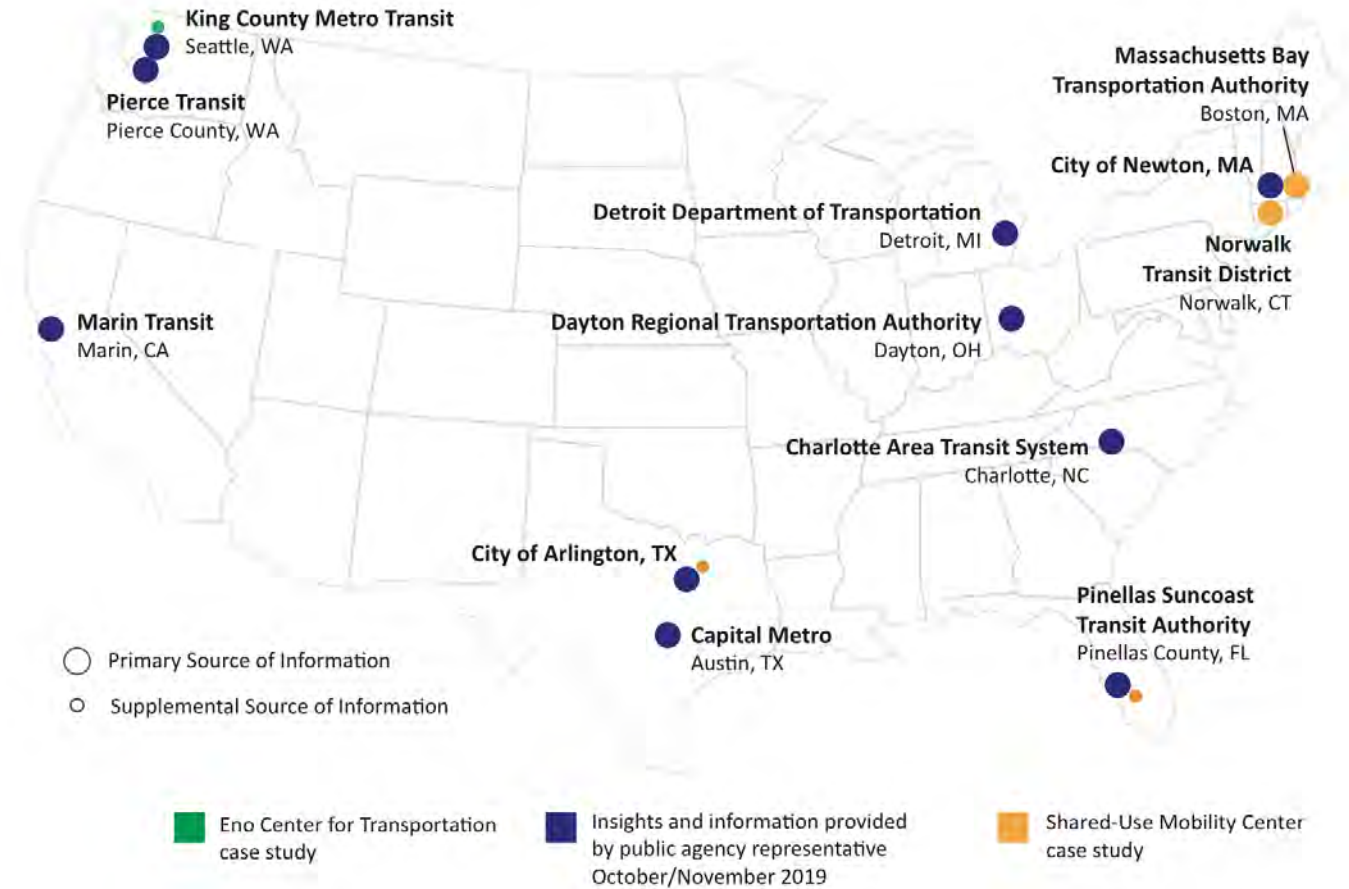 King County Metro Transit
Seattle, WA
Pierce Transit
Pierce County, WA
Massachusetts Bay
Transportation Authority
Boston, MA
City of Newton, MA
Detroit Department of Transportation
Detroit, MI
Norwalk
Transit District
Norwalk, CT
Marin Transit
Marin, CA
Dayton Regional Transportation Authority
Dayton, OH
Charlotte Area Transit System
Charlotte, NC
City of Arlington, TX
Capital Metro
Austin, TX
Pinellas Suncoast
Transit Authority
Pinellas County, FL
Primary Source of Information
Supplemental Source of Information
Eno Center for Transportation
case study
Insights and information provided
by public agency representative
October/November 2019
Shared-Use Mobility Center
case study